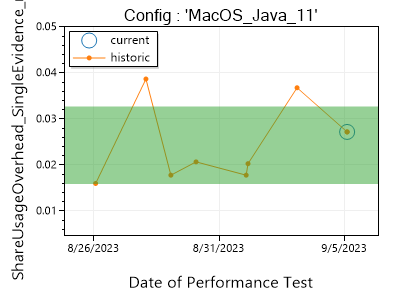 Config : 'MacOS_Java_11'
ShareUsageOverhead_SingleEvidence_
current
historic
0.05
0.04
0.03
0.02
0.01
8/26/2023
8/31/2023
9/5/2023
Date of Performance Test